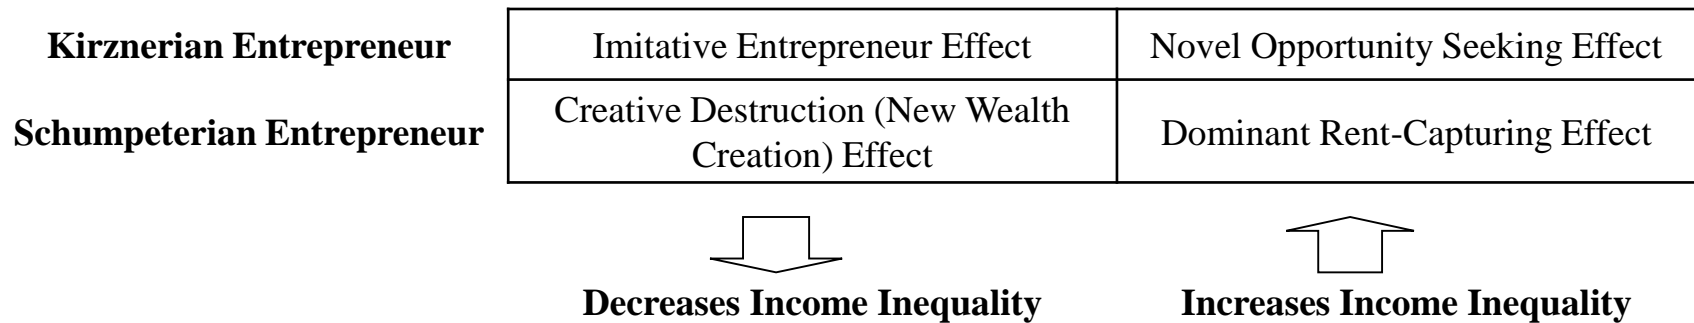 Kirznerian Entrepreneur Imitative Entrepreneur Effect Novel Opportunity Seeking Effect
Schumpeterian Entrepreneur Creative Destruction (New Wealth
Creation) Effect Dominant Rent-Capturing Effect
Decreases Income Inequality Increases Income Inequality